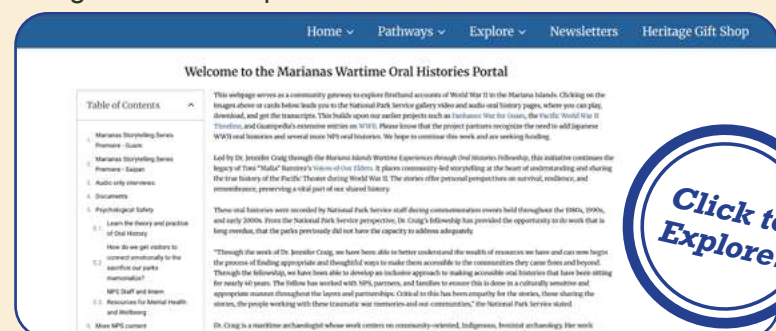 Home Pathways Explore Newsletters Heritage Gift Shop
Welcome to the Marianas Wartime Oral Histories Portal
Table of Contents
1. Marianas Storytelling Series
Premiere - Guam
2. Marianas Storytelling Series
Premiere - Saipan
3. Audio only interviews
4. Documents
5. Psychological Safety
5.1. Learn the theory and practice
of Oral History
How do we get visitors to
5.2. connect emotionally to the
sacrifice our parks
memorialize?
NPS Staff and Intern
5.3. Resources for Mental Health
and Wellbeing
6. More NPS content
This webpage serves as a community gateway to explore firsthand accounts of World War II in the Mariana Islands. Clicking on the
images above or cards below leads you to the National Park Service gallery video and audio oral history pages, where you can play,
download, and get the transcripts. This builds upon our earlier projects such as War for Guam, the Pacific World War II
Timeline, and Guampedia's extensive entries on WWII. Please know that the project partners recognize the need to add Japanese
WWII oral histories and several more NPS oral histories. We hope to continue this work and are seeking funding.
Led by Dr. Jennifer Craig through the Mariana Islands Wartime Experiences through Oral Histories Fellowship, this initiative continues the
legacy of Toni "Malia" Ramirez's Voices of Our Elders. It places community-led storytelling at the heart of understanding and sharing
the true history of the Pacific Theater during World War II. The stories offer personal perspectives on survival, resilience, and
remembrance, preserving a vital part of our shared history.
These oral histories were recorded by National Park Service staff during commemoration events held throughout the 1980s, 1990s,
and early 2000s. From the National Park Service perspective, Dr. Craig's fellowship has provided the opportunity to do work that is
long overdue, that the parks previously did not have the capacity to address adequately.
"Through the work of Dr. Jennifer Craig, we have been able to better understand the wealth of resources we have and can now begin
the process of finding appropriate and thoughtful ways to make them accessible to the communities they came from and beyond.
Through the fellowship, we have been able to develop an inclusive approach to making accessible oral histories that have been sitting
for nearly 40 years. The Fellow has worked with NPS, partners, and families to ensure this is done in a culturally sensitive and
appropriate manner throughout the layers and partnerships. Critical to this has been empathy for the stories, those sharing the
stories, the people working with these traumatic war memories and our communities," the National Park Service stated.
Dr. Craig is a maritime archaeologist whose work centers on community-oriented, Indigenous, feminist archaeology. Her work
Click to
Explore!